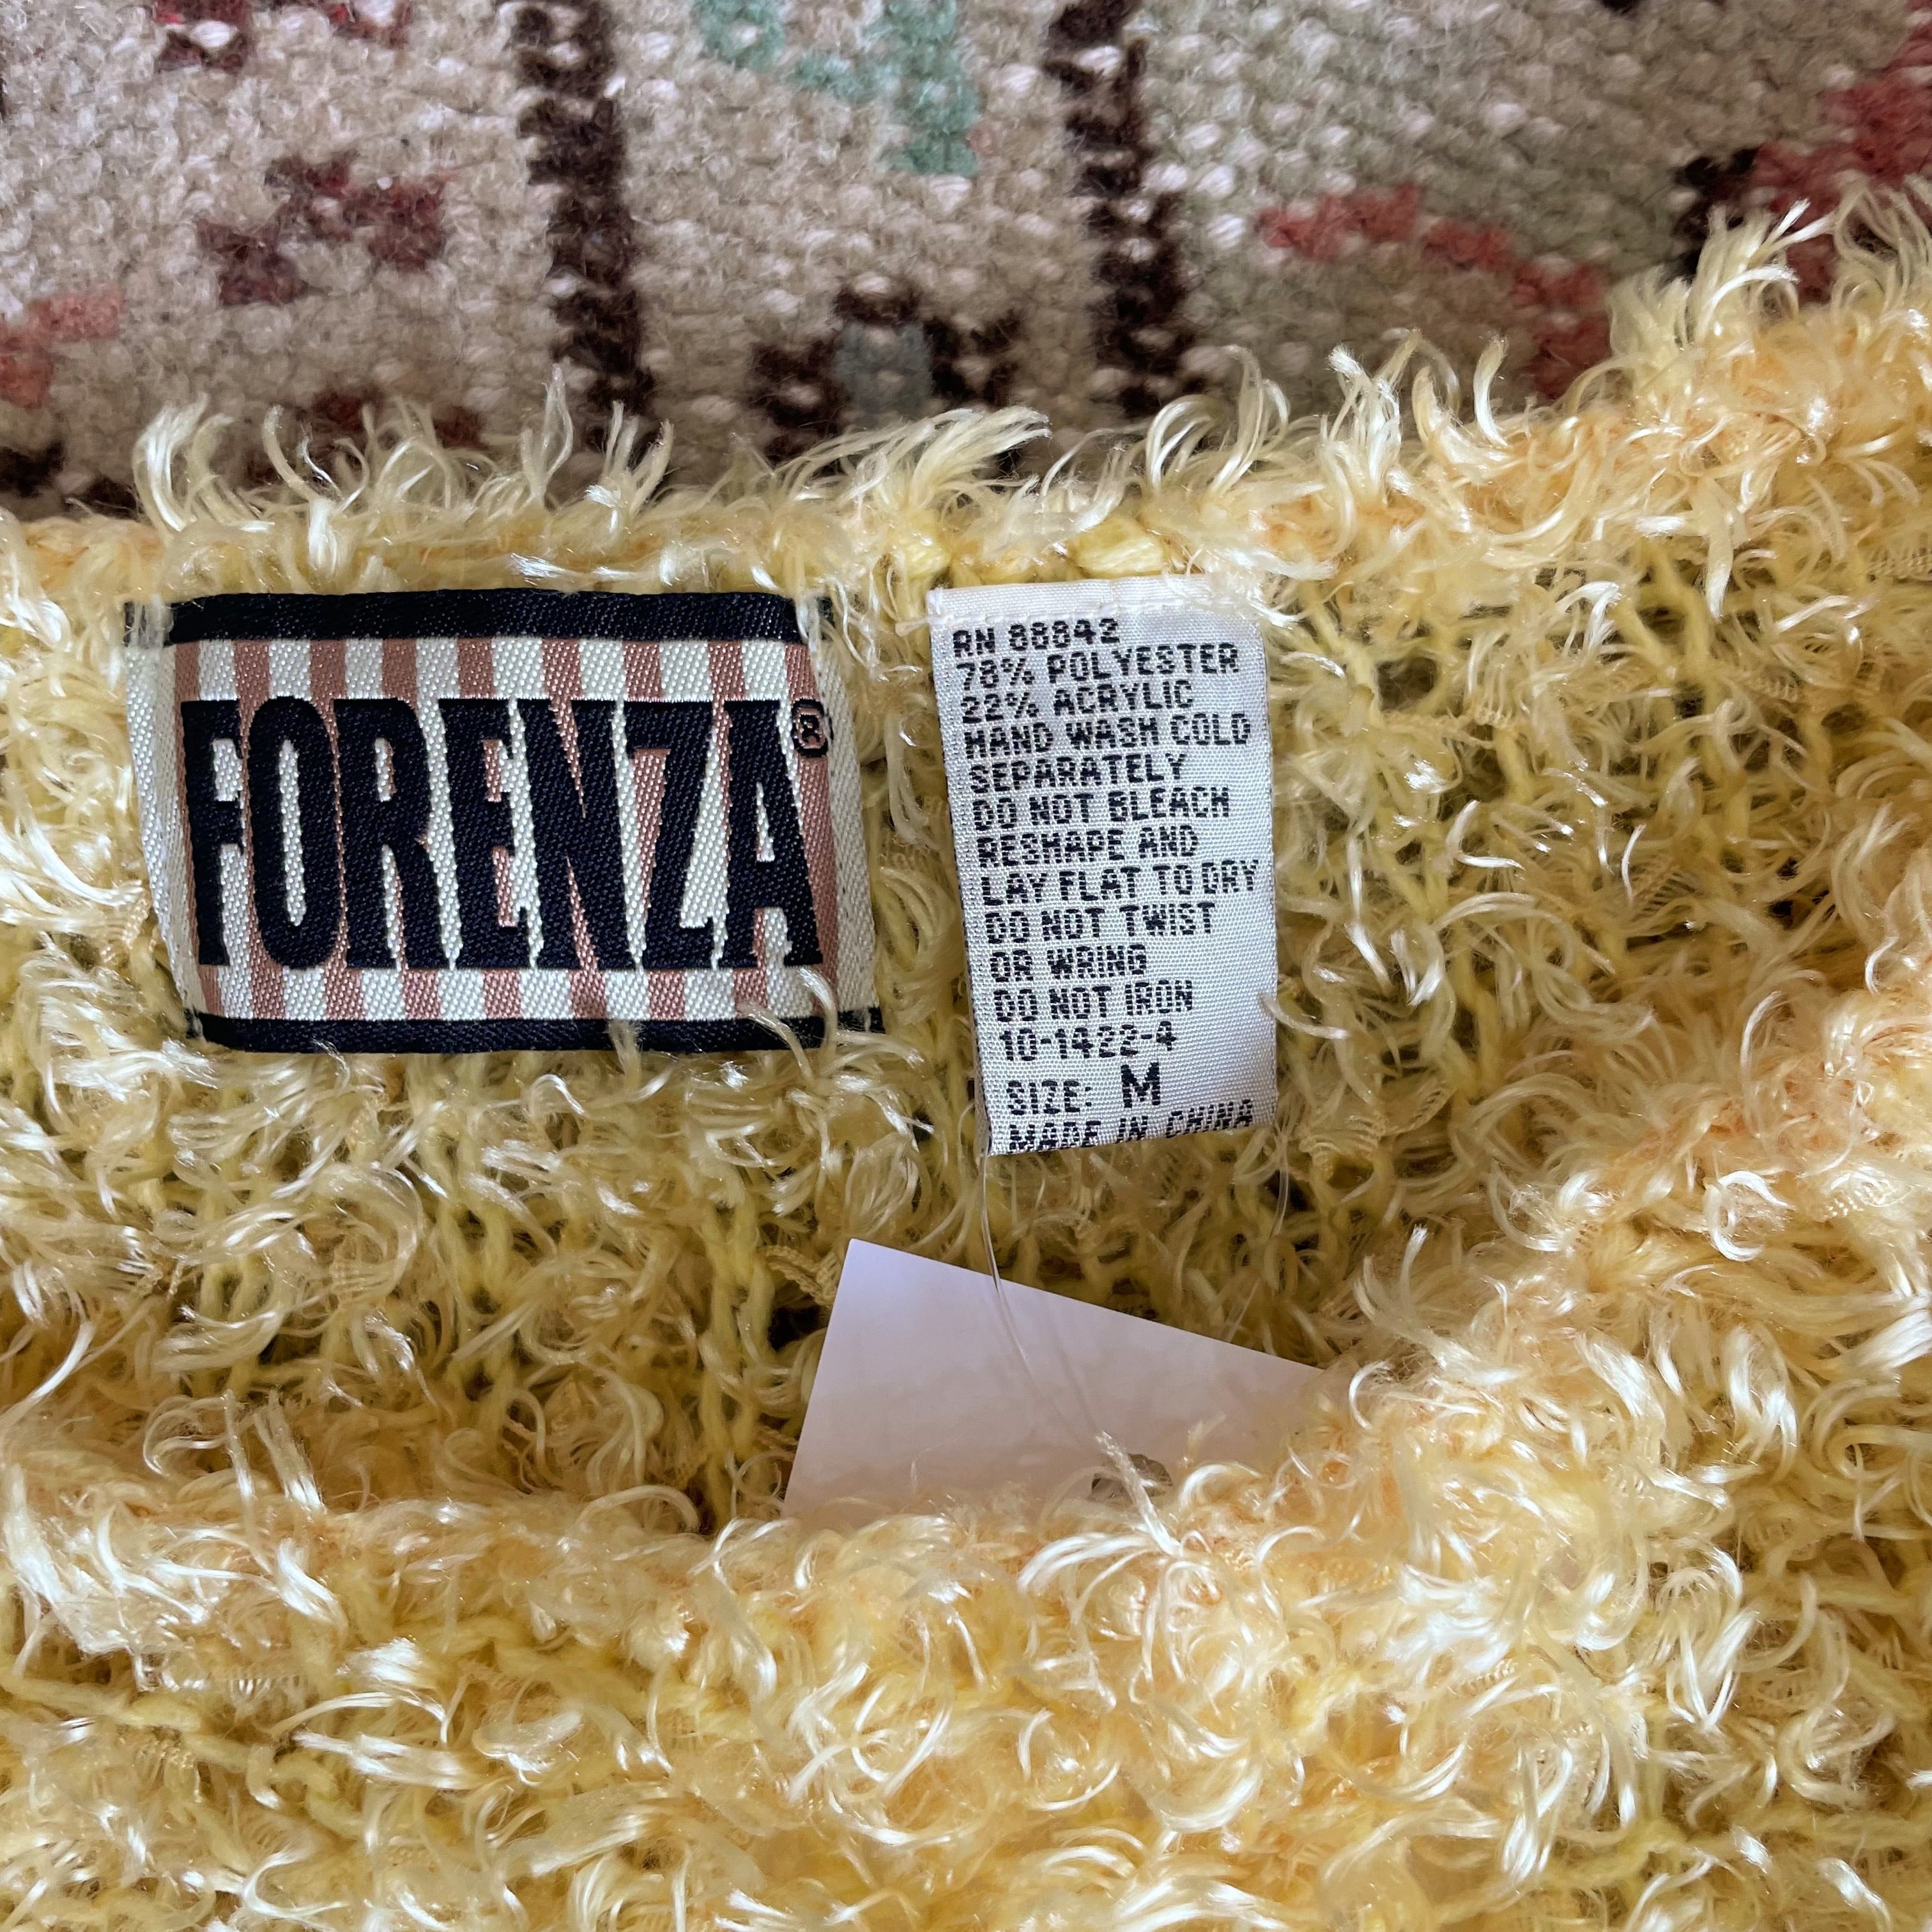 FORENZA®
RN 88842
78% POLYESTER
22% ACRYLIC
HAND WASH COLD
SEPARATELY
DO NOT BLEACH
RESHAPE AND
LAY FLAT TO DRY
DO NOT TWIST
OR WRING
DO NOT IRON
10-1422-4
SIZE: M
MADE IN CHINA